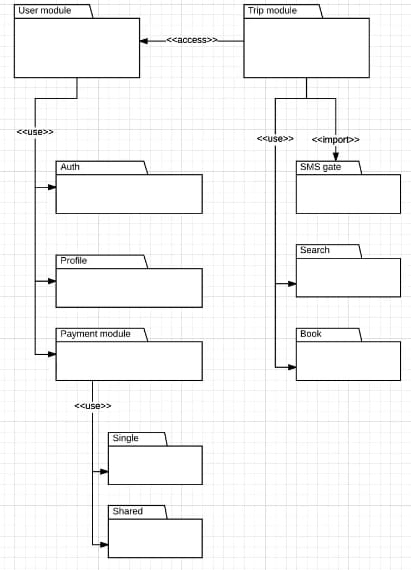 User module
Trip module
<<access>>
<<use>>
<<use>>
<<import>>
Auth
SMS gate
Profile
Search
Payment module
Book
<<use>>
Single
Shared